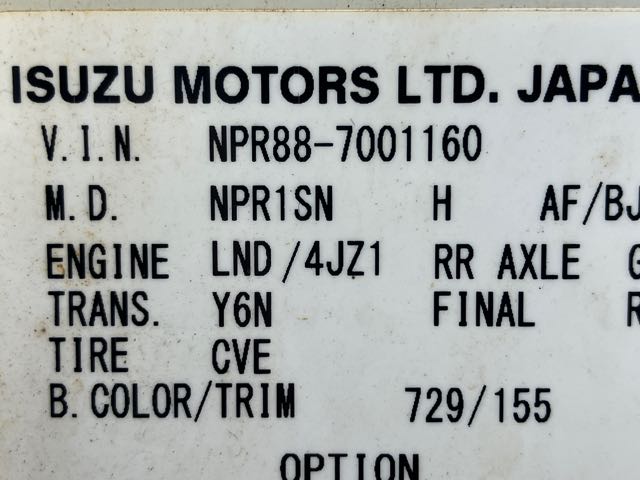 ISUZU MOTORS LTD. JAPA
V.I.N. NPR88-7001160
M.D. NPR1SN H AF/BJ
ENGINE LND/4JZ1 RR AXLE G
TRANS. Y6N FINAL R
TIRE CVE
B.COLOR/TRIM 729/155
OPTION